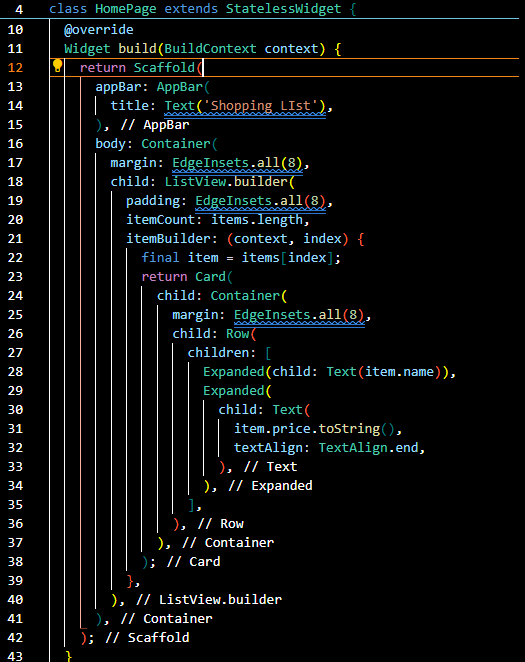 4 class HomePage extends StatelessWidget {
10 @override
11 Widget build(BuildContext context) {
12 return Scaffold(
13 appBar: AppBar(
14 title: Text('Shopping LIst'),
15 ), // AppBar
16 body: Container(
17 margin: EdgeInsets.all(8),
18 child: ListView.builder(
19 padding: EdgeInsets.all(8),
20 itemCount: items.length,
21 itemBuilder: (context, index) {
22 final item = items[index];
23 return Card(
24 child: Container(
25 margin: EdgeInsets.all(8),
26 child: Row(
27 children: [
28 Expanded(child: Text(item.name)),
29 Expanded(
30 child: Text(
31 item.price.toString(),
32 textAlign: TextAlign.end,
33 ), // Text
34 ), // Expanded
35 ],
36 ), // Row
37 ), // Container
38 ); // Card
39 },
40 ), // ListView.builder
41 ), // Container
42 ); // Scaffold
43 }